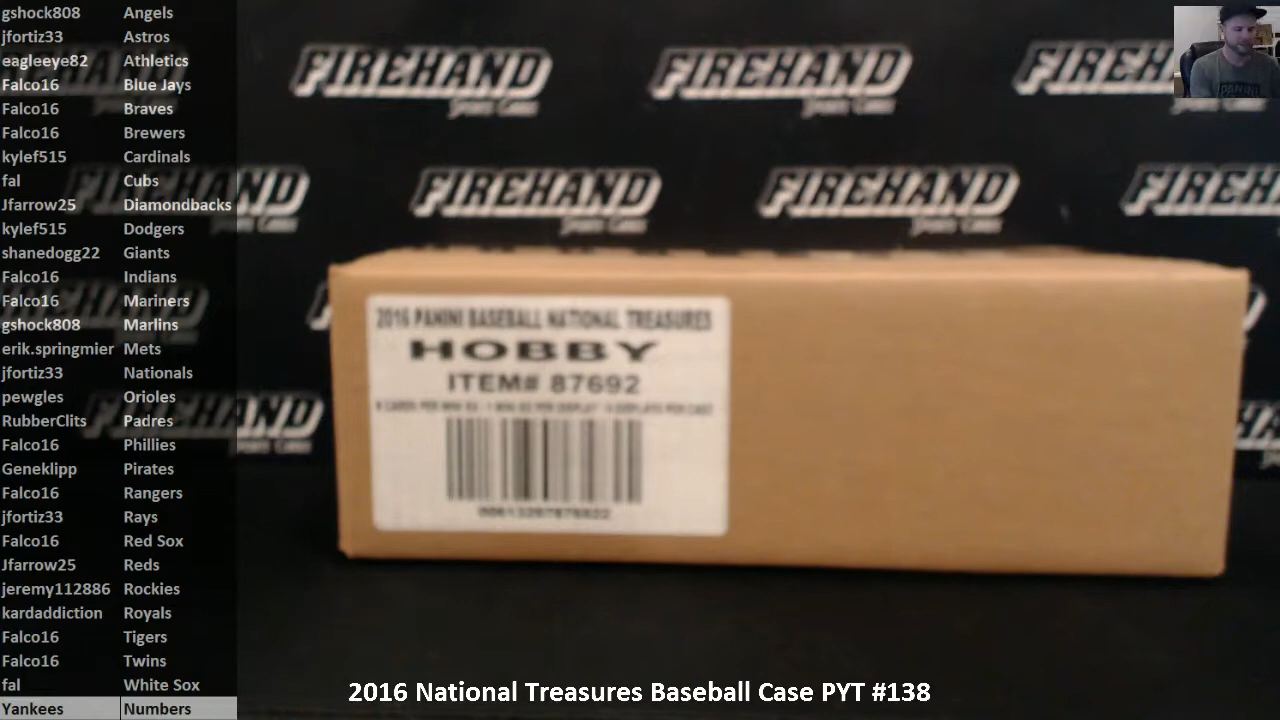 gshock808 Angels
jfortiz33 Astros
eagleeye82 Athletics
Falco16 Blue Jays
Falco16 Braves
Falco16 Brewers
kylef515 Cardinals
fal Cubs
Jfarrow25 Diamondbacks
kylef515 Dodgers
shanedogg22 Giants
Falco16 Indians
Falco16 Mariners
gshock808 Marlins
erik.springmier Mets
jfortiz33 Nationals
pewgles Orioles
RubberClits Padres
Falco16 Phillies
Geneklipp Pirates
Falco16 Rangers
jfortiz33 Rays
Falco16 Red Sox
Jfarrow25 Reds
jeremy112886 Rockies
kardaddiction Royals
Falco16 Tigers
Falco16 Twins
fal White Sox
Yankees Numbers
FIREHAND
FIREHAND
FIREHAND
FIREHAND
FIREHAND
FIREHAND
2016 PANINI BASEBALL NATIONAL TREASURES
HOBBY
ITEM# 87692
2016 National Treasures Baseball Case PYT #138